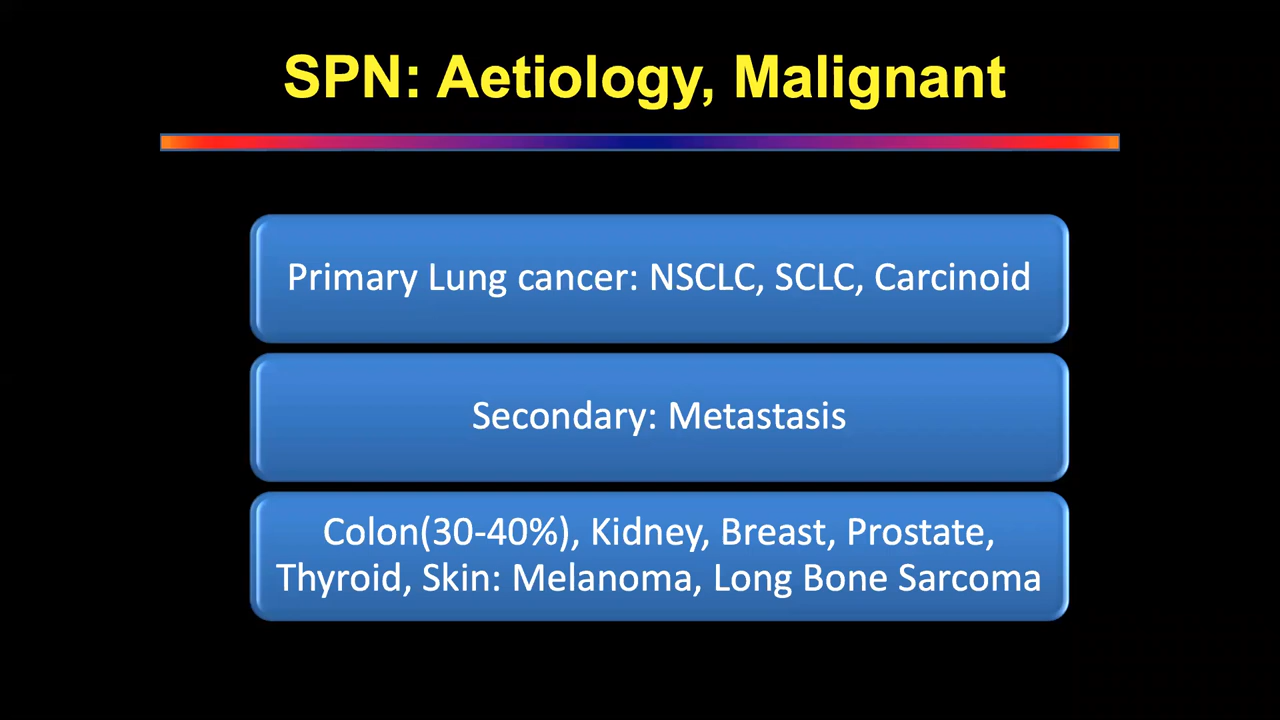 SPN: Aetiology, Malignant
Primary Lung cancer: NSCLC, SCLC, Carcinoid
Secondary: Metastasis
Colon(30-40%), Kidney, Breast, Prostate,
Thyroid, Skin: Melanoma, Long Bone Sarcoma